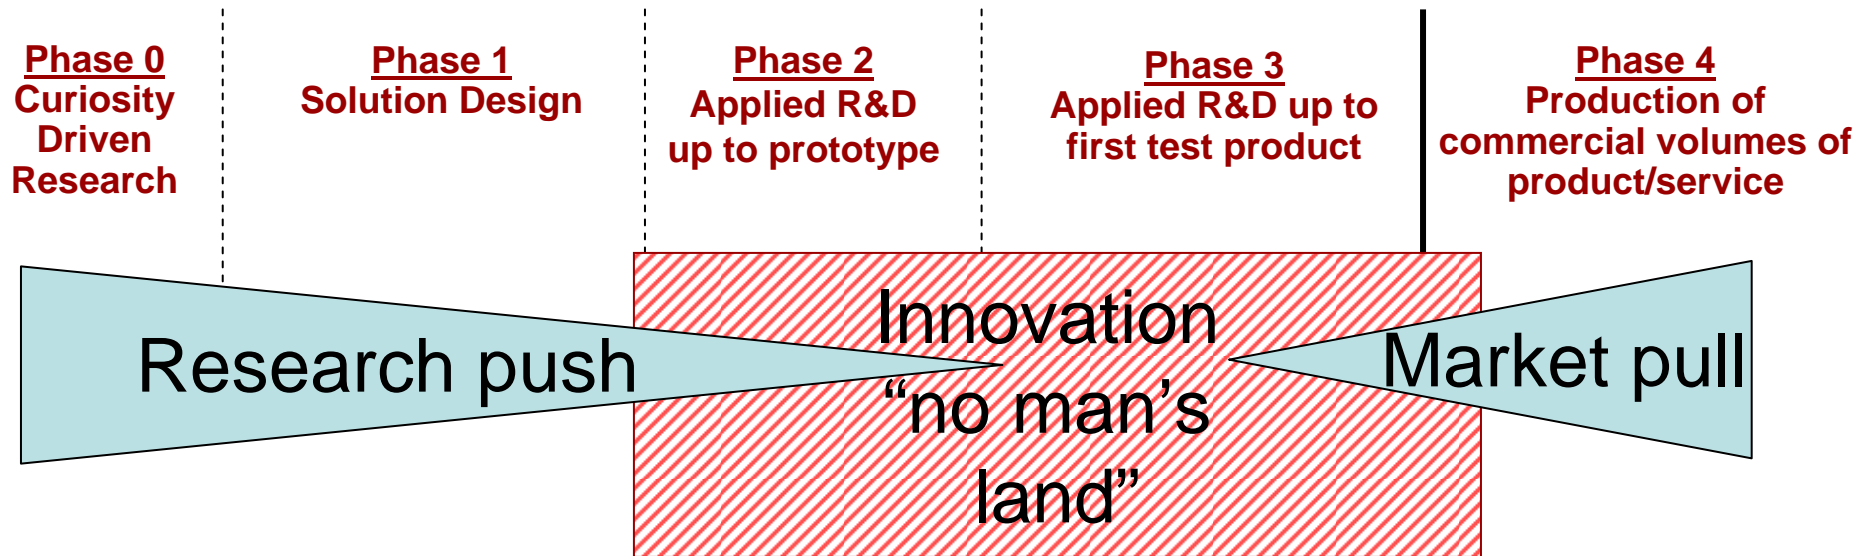 Phase 0
Curiosity
Driven
Research
Phase 1
Solution Design
Phase 2
Applied R&D
up to prototype
Phase 3
Applied R&D up to
first test product
Phase 4
Production of
commercial volumes of
product/service
Research push
Innovation
“no man’s
land”
Market pull